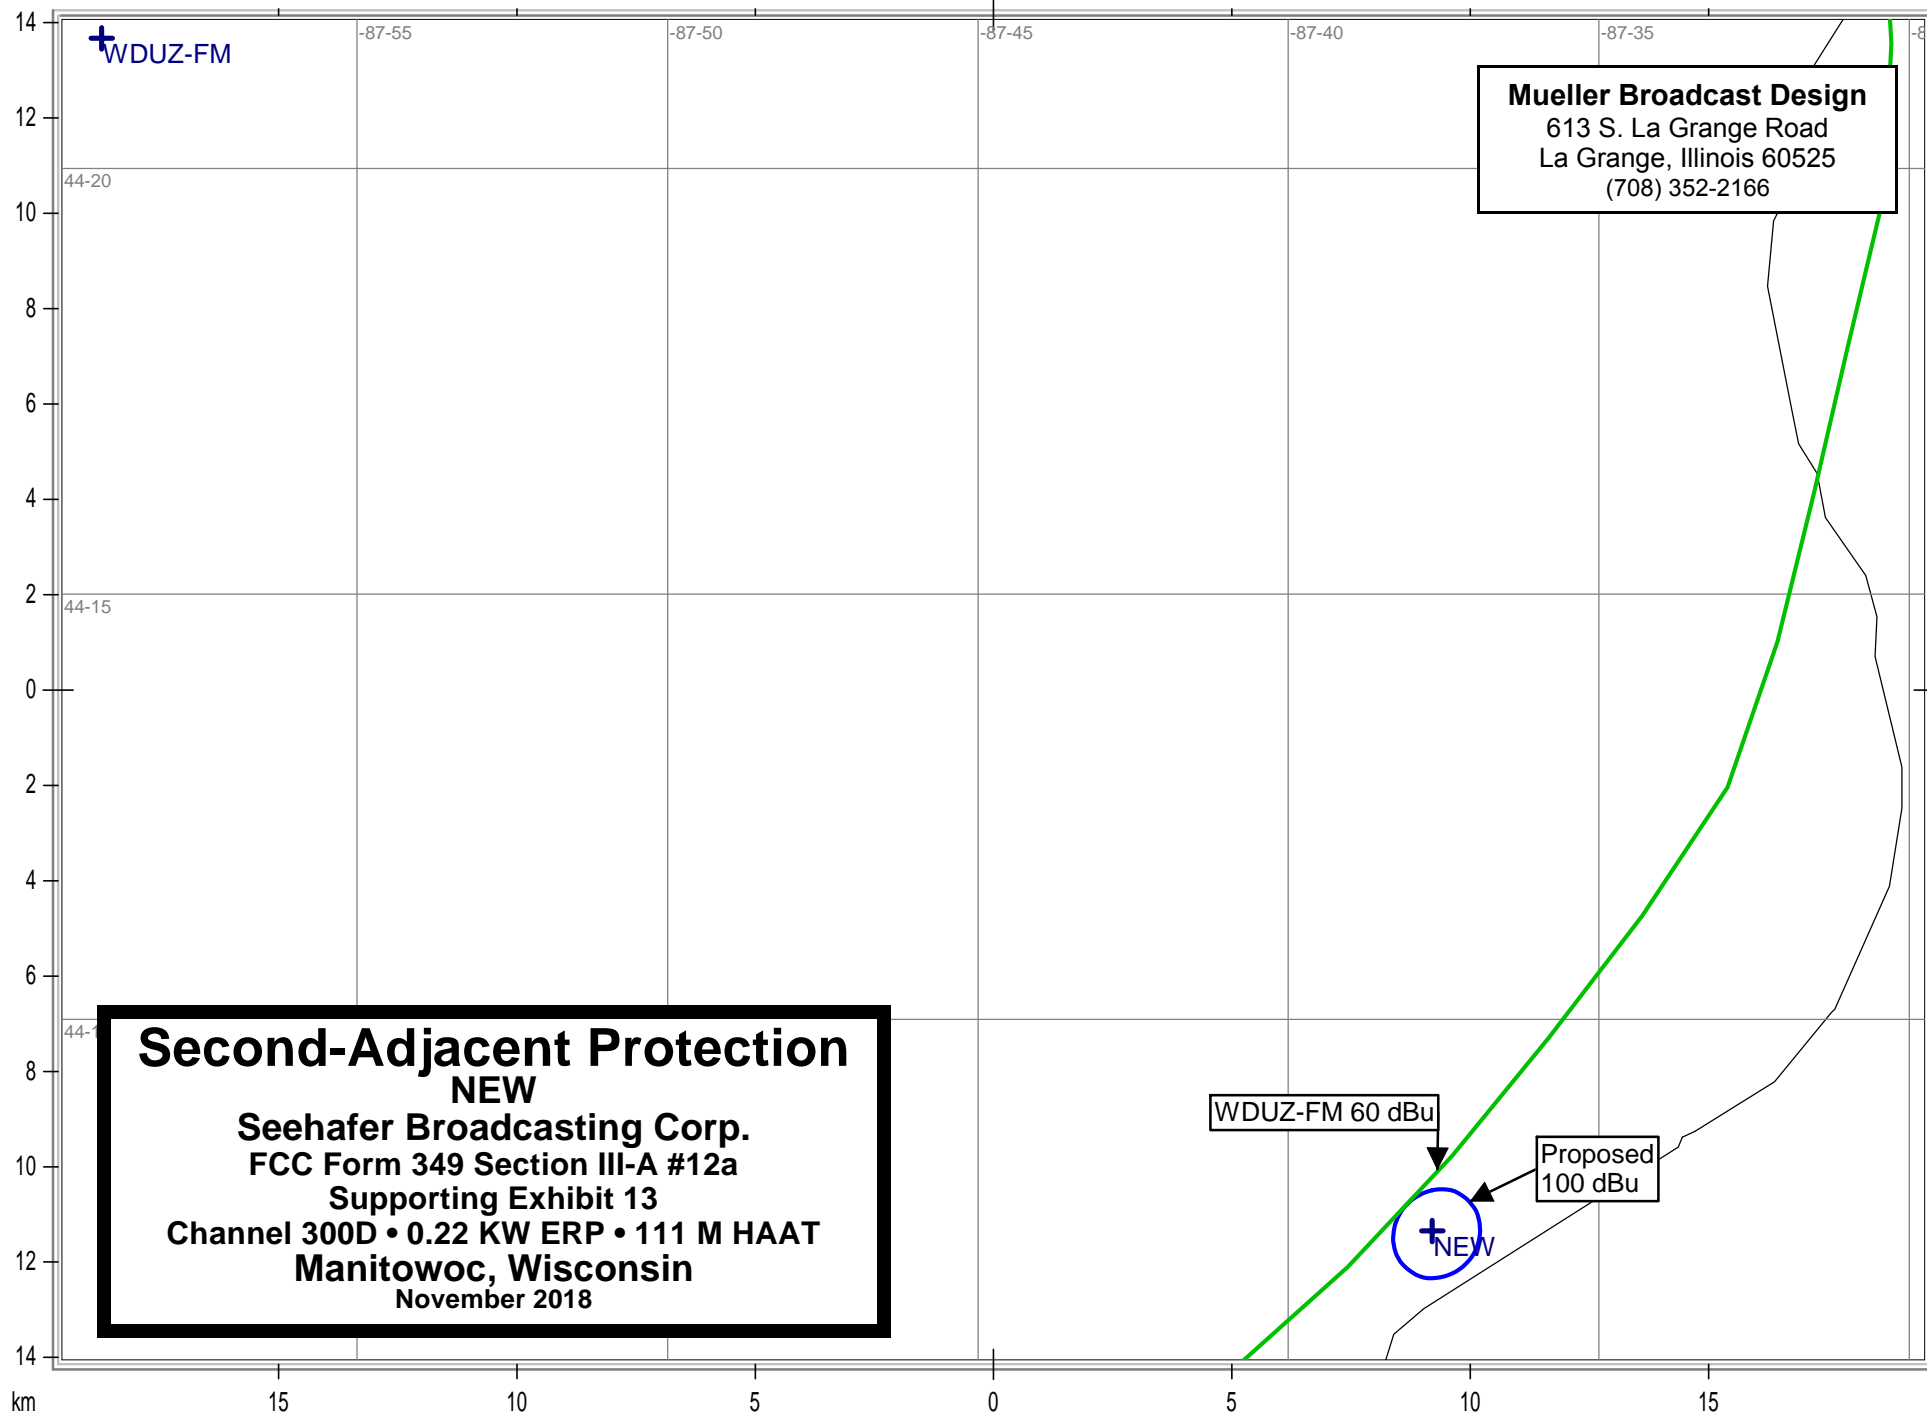 14
-87-55
-87-50
-87-45
-87-40
-87-35
WDUZ-FM
Mueller Broadcast Design
613 S. La Grange Road
La Grange, Illinois 60525
(708) 352-2166
12
44-20
10
8
6
4
2
44-15
0
2
4
6
44-1
Second-Adjacent Protection
NEW
Seehafer Broadcasting Corp.
FCC Form 349 Section III-A #12a
Supporting Exhibit 13
Channel 300D • 0.22 KW ERP • 111 M HAAT
Manitowoc, Wisconsin
November 2018
8
WDUZ-FM 60 dBu
10
Proposed
100 dBu
NEW
12
14
km
15
10
5
0
5
10
15